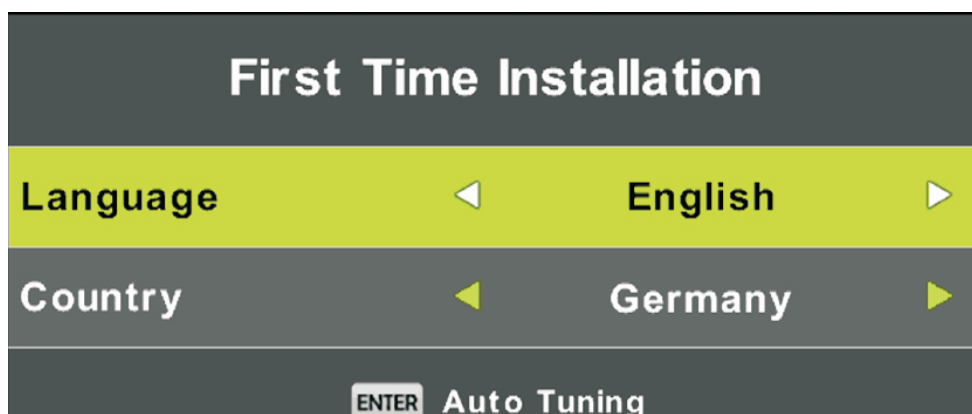 First Time Installation
Language English
Country Germany
ENTER Auto Tuning